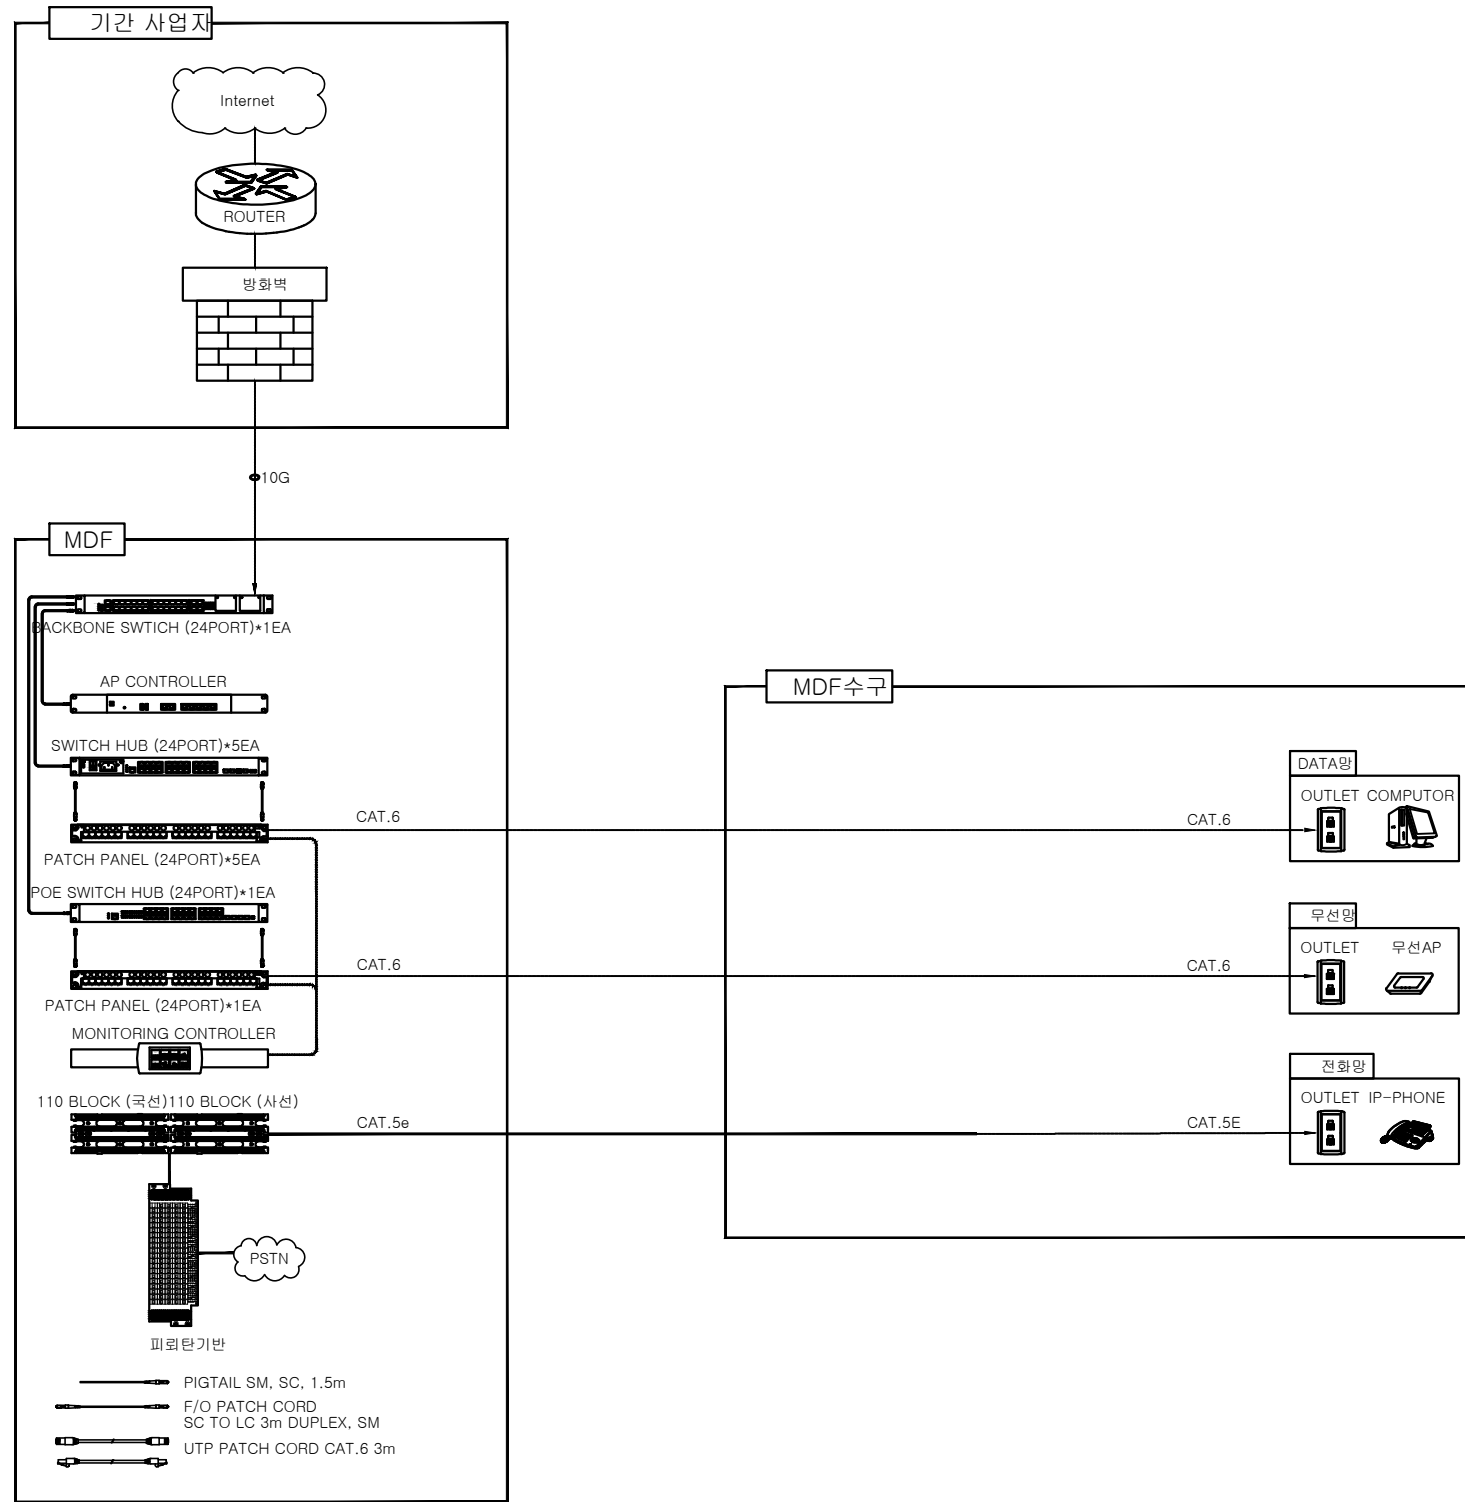 기간 사업자
Internet
ROUTER
방화벽
10G
MDF
BACKBONE SWTICH (24PORT)*1EA
AP CONTROLLER
SWITCH HUB (24PORT)*5EA
CAT.6
PATCH PANEL (24PORT)*5EA
POE SWITCH HUB (24PORT)*1EA
CAT.6
PATCH PANEL (24PORT)*1EA
MONITORING CONTROLLER
110 BLOCK (국선)110 BLOCK (사선)
CAT.5e
PSTN
피뢰탄기반
PIGTAIL SM, SC, 1.5m
F/O PATCH CORD
SC TO LC 3m DUPLEX, SM
UTP PATCH CORD CAT.6 3m
MDF수구
DATA망
OUTLET COMPUTOR
CAT.6
무선망
OUTLET 무선AP
CAT.6
전화망
OUTLET IP-PHONE
CAT.5E